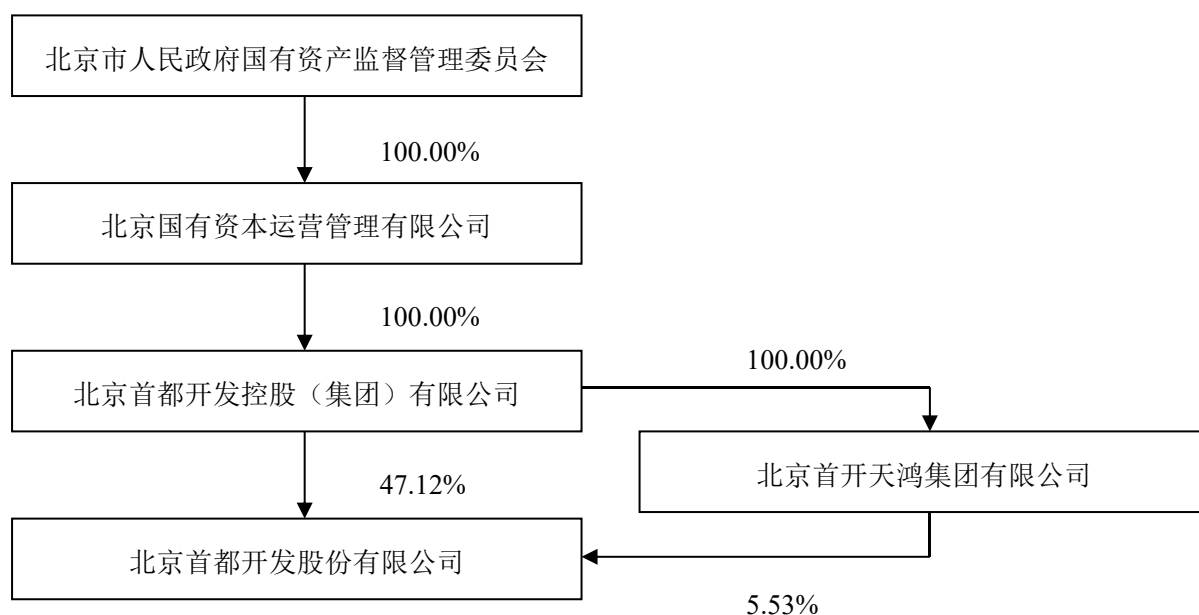 北京市人民政府国有资产监督管理委员会
100.00%
北京国有资本运营管理有限公司
100.00%
北京首都开发控股（集团）有限公司
100.00%
北京首开天鸿集团有限公司
47.12%
北京首都开发股份有限公司
5.53%